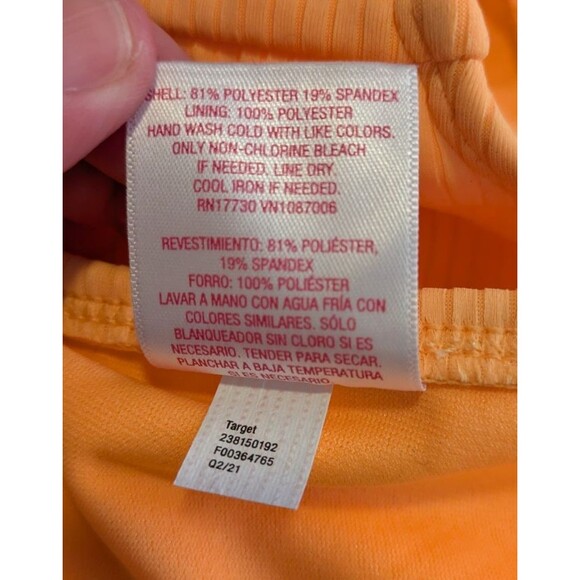 SHELL: 81% POLYESTER 19% SPANDEX
LINING: 100% POLYESTER
HAND WASH COLD WITH LIKE COLORS.
ONLY NON-CHLORINE BLEACH
IF NEEDED. LINE DRY.
COOL IRON IF NEEDED.
RN17730 VN1087006
REVESTIMIENTO: 81% POLIÉSTER,
19% SPANDEX
FORRO: 100% POLIÉSTER
LAVAR A MANO CON AGUA FRÍA CON
COLORES SIMILARES. SÓLO
BLANQUEADOR SIN CLORO SI ES
NECESARIO. TENDER PARA SECAR.
PLANCHAR A BAJA TEMPERATURA
SI ES NECESARIO
Target
238150192
F00364765
Q2/21